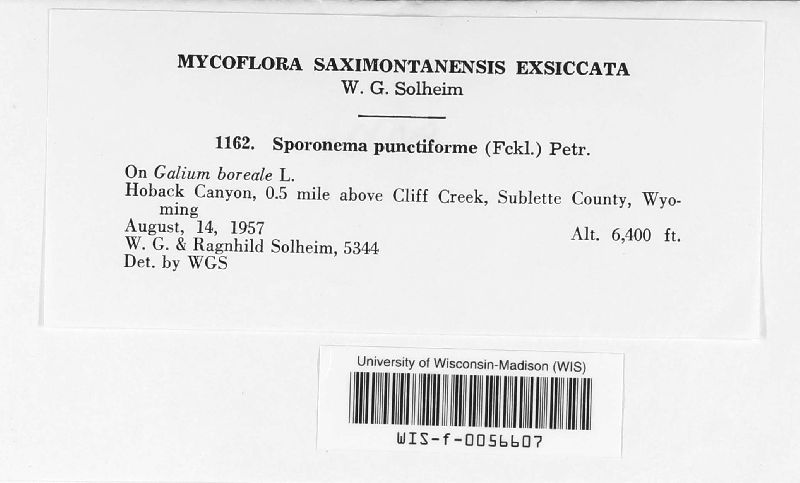 MYCOFLORA SAXIMONTANENSIS EXSICCATA
W. G. Solheim
1162. Sporonema punctiforme (Fckl.) Petr.
On Galium boreale L.
Hoback Canyon, 0.5 mile above Cliff Creek, Sublette County, Wyo-
ming
August, 14, 1957
Alt. 6,400 ft.
W. G. & Ragnhild Solheim, 5344
Det. by WGS
University of Wisconsin-Madison (WIS)
WIS-f-0056607